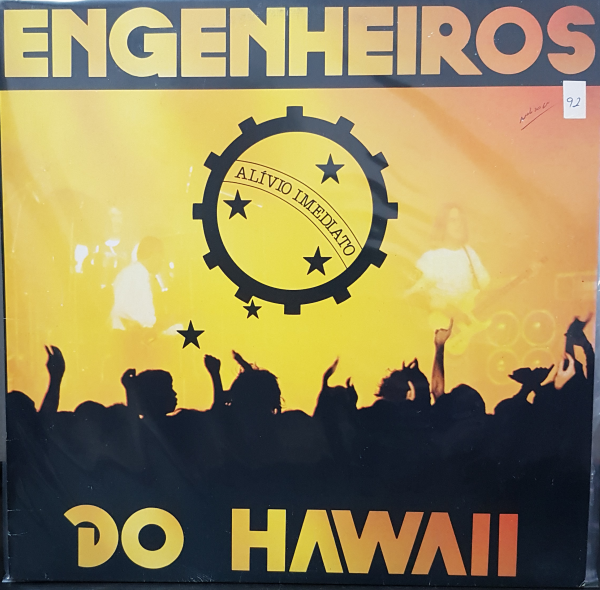 ENGENHEIROS
92
ALÍVIO IMEDIATO
DO HAWAII